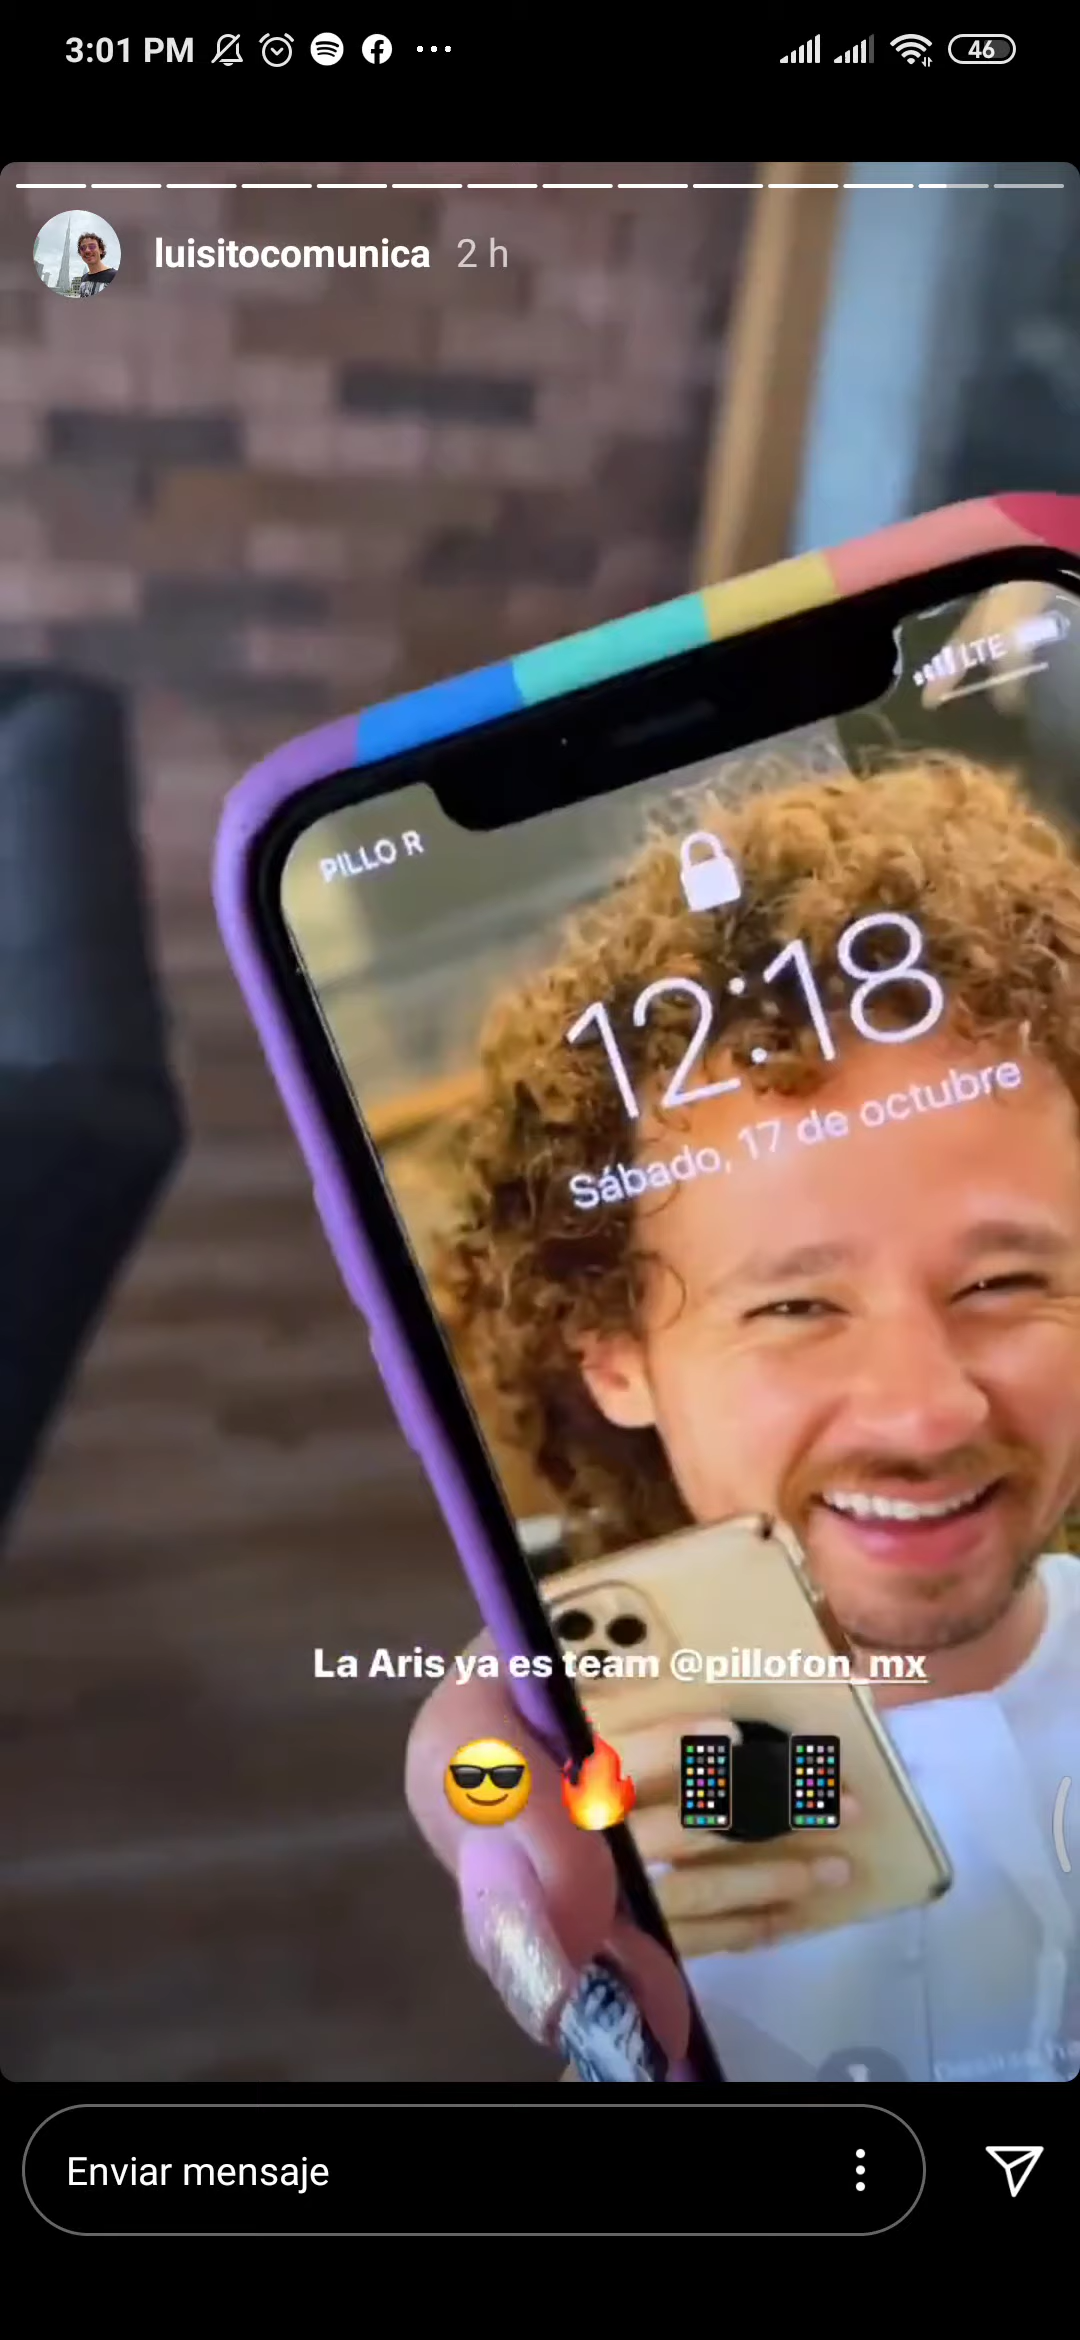 3:01 PM
46
luisitocomunica 2 h
LTE
PILLO R
12:18
Sábado, 17 de octubre
La Aris ya es team @pillofon_mx
Enviar mensaje